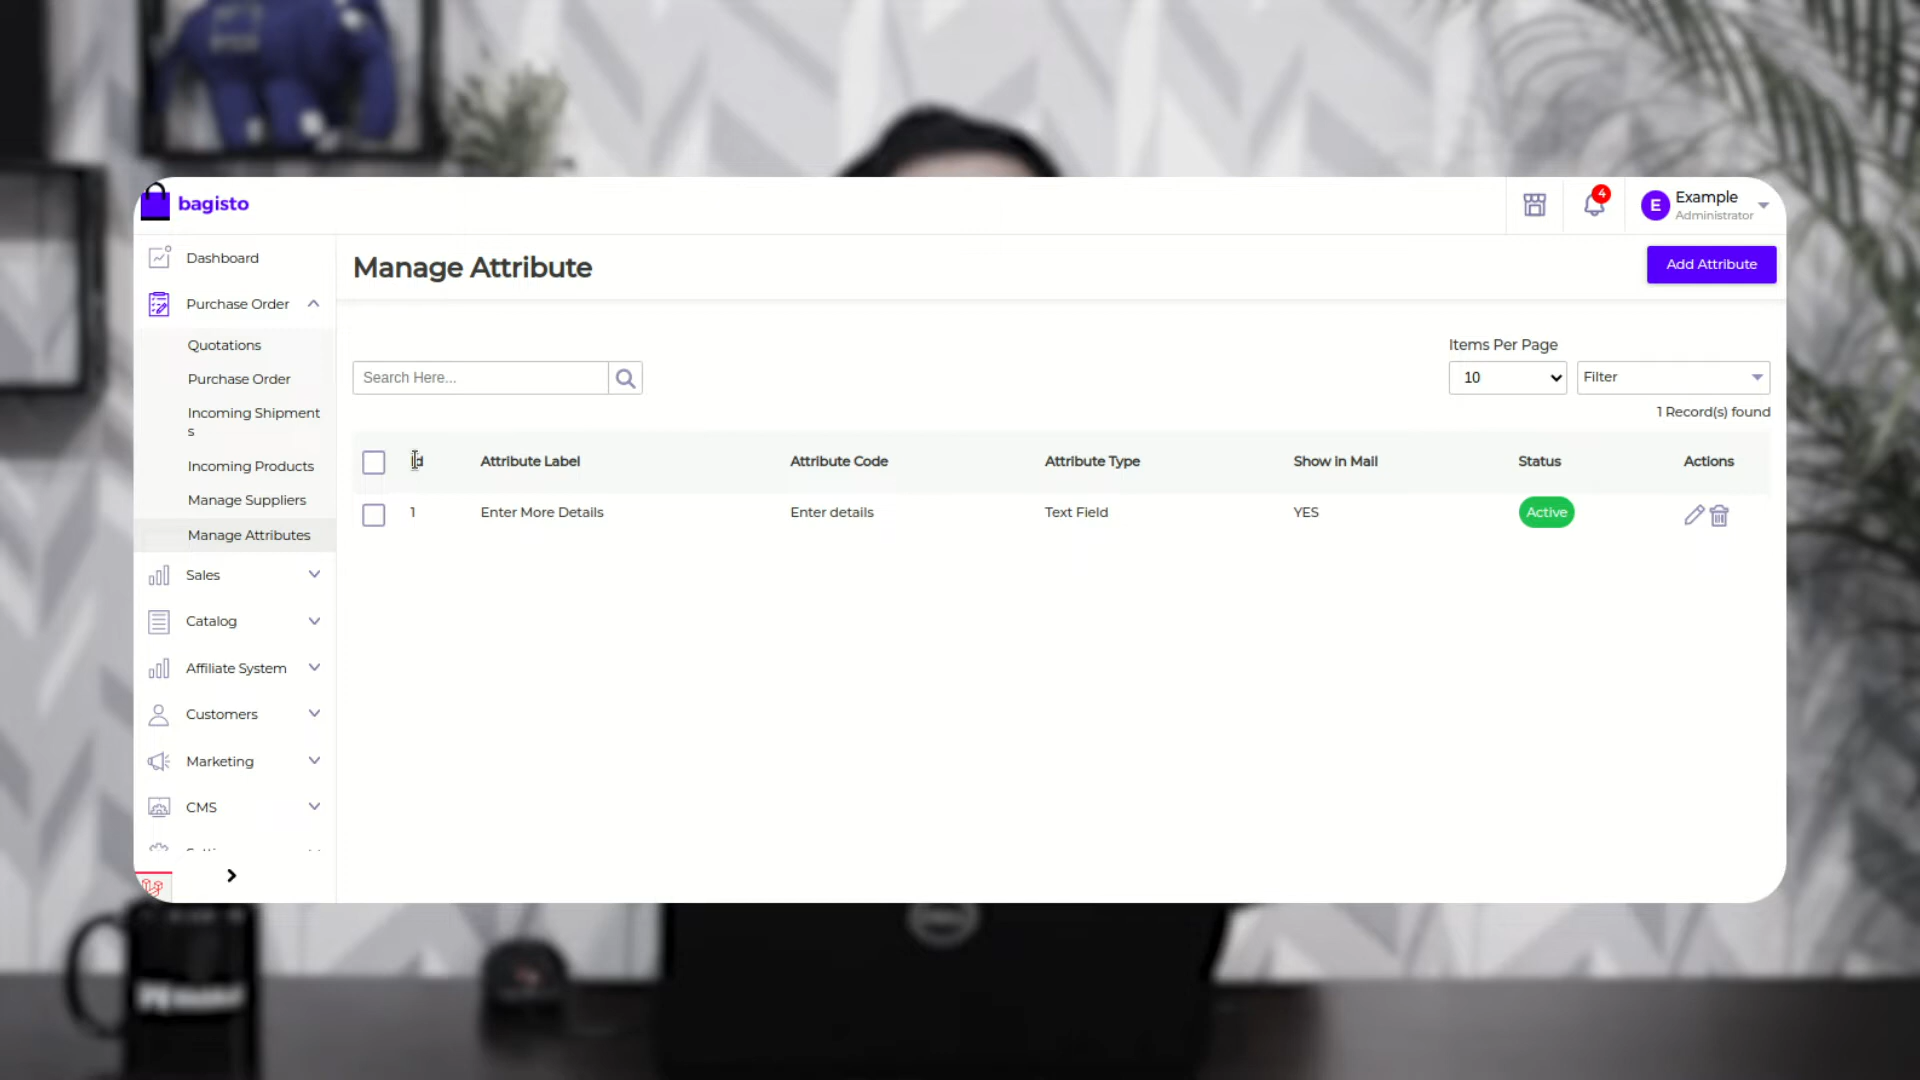 bagisto
4
E
Example
Administrator
Dashboard
Purchase Order
Quotations
Purchase Order
Incoming Shipment
s
Incoming Products
Manage Suppliers
Manage Attributes
Sales
Catalog
Affiliate System
Customers
Marketing
CMS
Manage Attribute
Add Attribute
Items Per Page
Search Here...
10
Filter
1 Record(s) found
Id Attribute Label Attribute Code Attribute Type Show In Mail Status Actions
1 Enter More Details Enter details Text Field YES Active